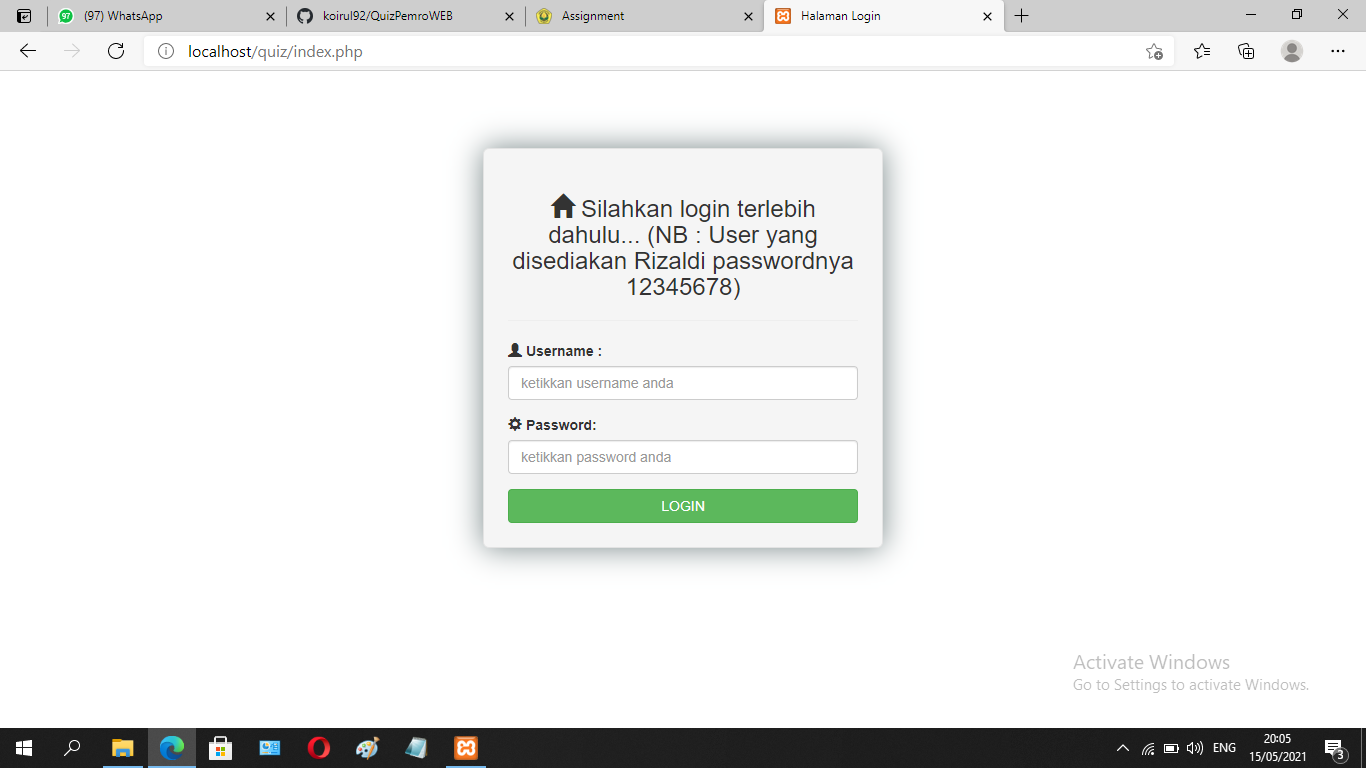 (97) WhatsApp
koirul92/QuizPemroWEB
Assignment
Halaman Login
localhost/quiz/index.php
Silahkan login terlebih
dahulu... (NB : User yang
disediakan Rizaldi passwordnya
12345678)
Username :
ketikkan username anda
Password:
ketikkan password anda
LOGIN
Activate Windows
Go to Settings to activate Windows.
ENG
20:05
15/05/2021
3